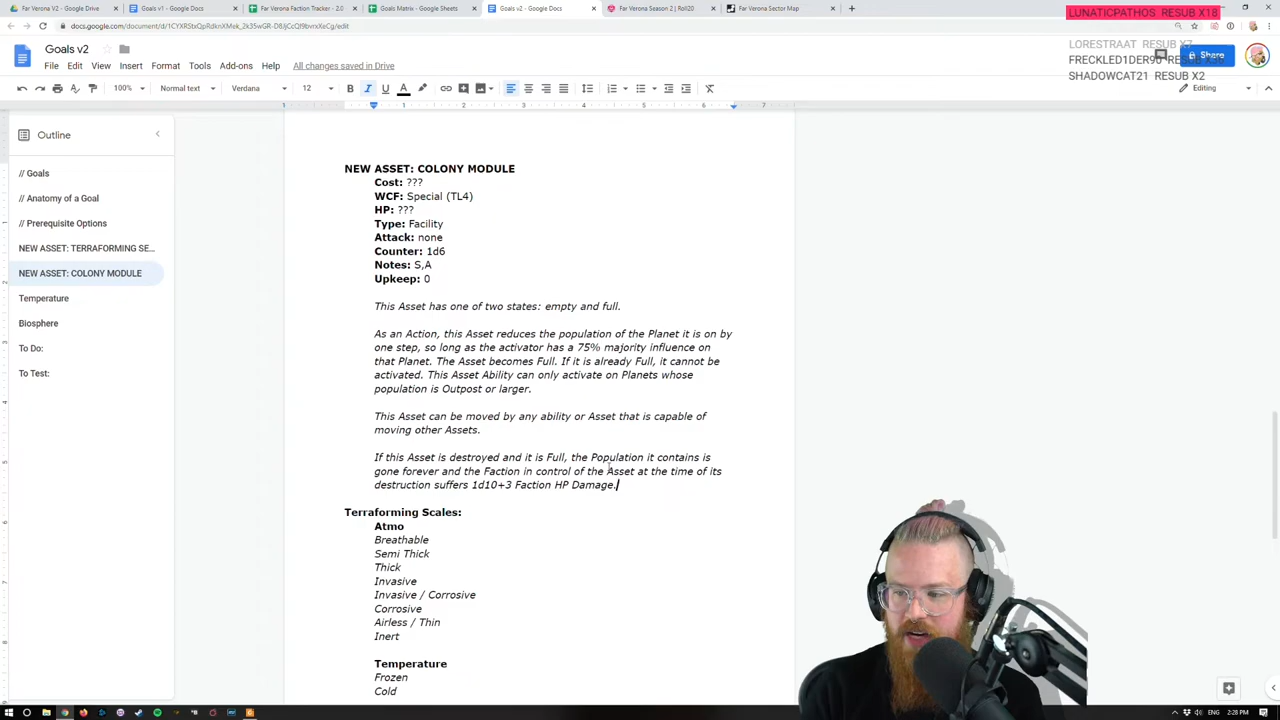 Far Verona V2 - Google Drive
Goals v1 - Google Docs
Far Verona Faction Tracker - 2.0
Goals Matrix - Google Sheets
Goals v2 - Google Docs
Far Verona Season 2 | Roll20
Far Verona Sector Map
LUNATICPATHOS RESUB X18
LORESTRAAT RESUB X7
SHADOWCAT21 RESUB X2
Goals v2
Share
File Edit View Insert Format Tools Add-ons Help All changes saved in Drive
100% Normal text Verdana 12 B I U A Editing
Outline
// Goals
// Anatomy of a Goal
// Prerequisite Options
NEW ASSET: TERRAFORMING SE...
NEW ASSET: COLONY MODULE
Temperature
Biosphere
To Do:
To Test:
NEW ASSET: COLONY MODULE
Cost: ???
WCF: Special (TL4)
HP: ???
Type: Facility
Attack: none
Counter: 1d6
Notes: S,A
Upkeep: 0
This Asset has one of two states: empty and full.
As an Action, this Asset reduces the population of the Planet it is on by
one step, so long as the activator has a 75% majority influence on
that Planet. The Asset becomes Full. If it is already Full, it cannot be
activated. This Asset Ability can only activate on Planets whose
population is Outpost or larger.
This Asset can be moved by any ability or Asset that is capable of
moving other Assets.
If this Asset is destroyed and it is Full, the Population it contains is
gone forever and the Faction in control of the Asset at the time of its
destruction suffers 1d10+3 Faction HP Damage.
Terraforming Scales:
Atmo
Breathable
Semi Thick
Thick
Invasive
Invasive / Corrosive
Corrosive
Airless / Thin
Inert
Temperature
Frozen
Cold
ENG 2:28 PM